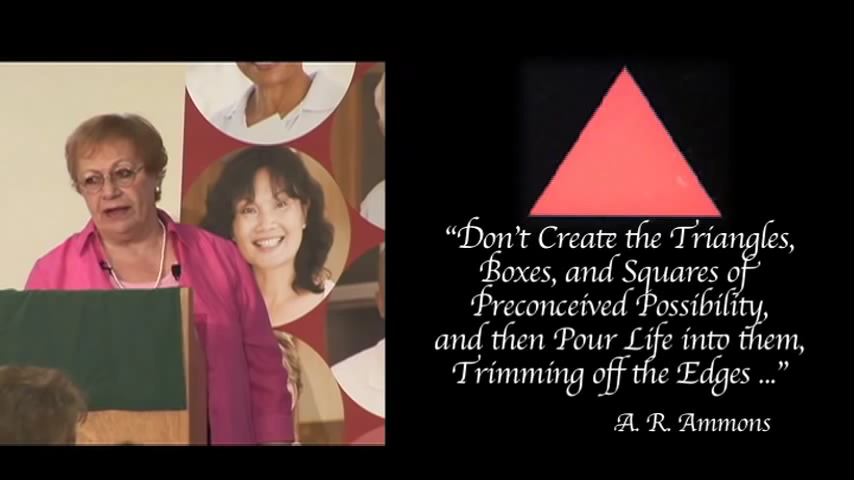 “Don't Create the Triangles,
Boxes, and Squares of
Preconceived Possibility,
and then Pour Life into them,
Trimming off the Edges ...”
A. R. Ammons